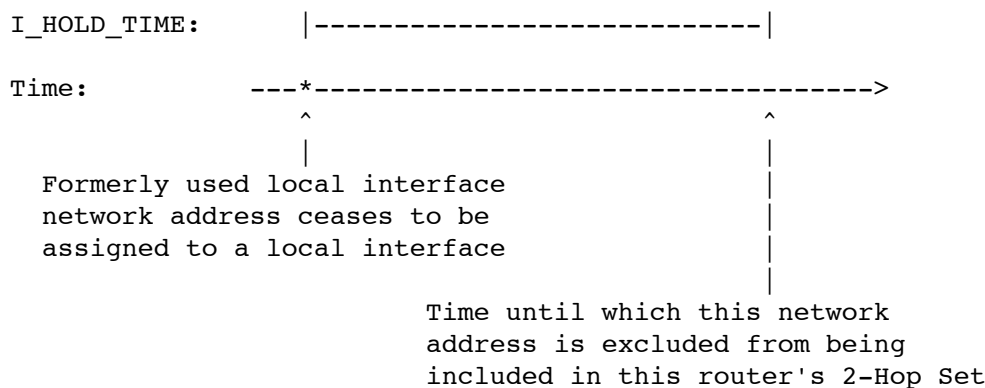 I_HOLD_TIME:      |----------------------------|
Time:          ---*----------------------------------->
                  ^                            ^
                  |                            |
  Formerly used local interface                |
  network address ceases to be                 |
  assigned to a local interface                |
                                               |
                          Time until which this network
                          address is excluded from being
                          included in this router's 2-Hop Set